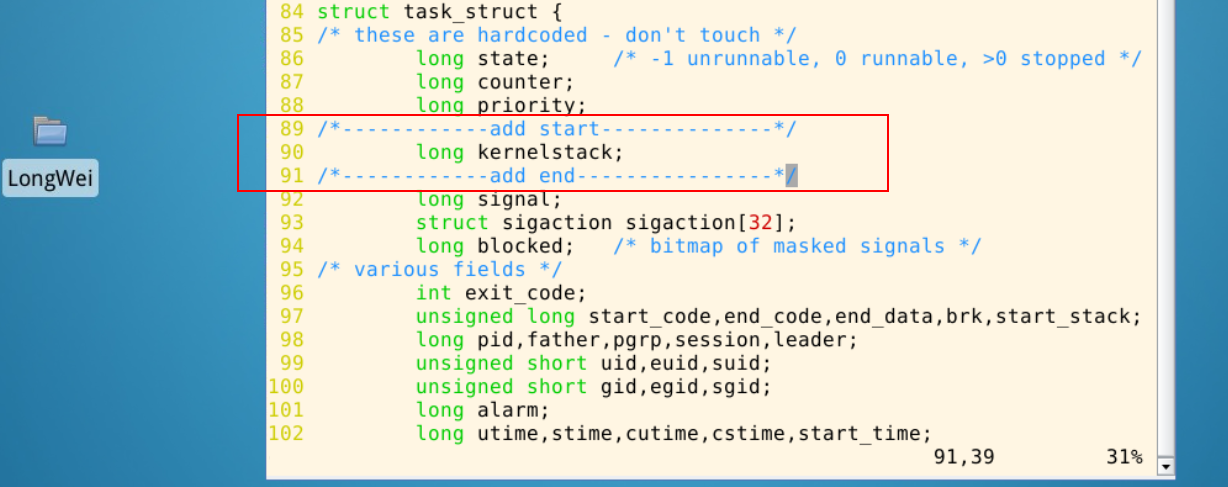 84 struct task_struct {
85 /* these are hardcoded - don't touch */
86         long state;     /* -1 unrunnable, 0 runnable, >0 stopped */
87         long counter;
88         long priority;
89 /*------------add start--------------*/
90         long kernelstack;
91 /*------------add end----------------*/
92         long signal;
93         struct sigaction sigaction[32];
94         long blocked;   /* bitmap of masked signals */
95 /* various fields */
96         int exit_code;
97         unsigned long start_code,end_code,end_data,brk,start_stack;
98         long pid,father,pgrp,session,leader;
99         unsigned short uid,euid,suid;
100         unsigned short gid,egid,sgid;
101         long alarm;
102         long utime,stime,cutime,cstime,start_time;
91,39         31%
LongWei